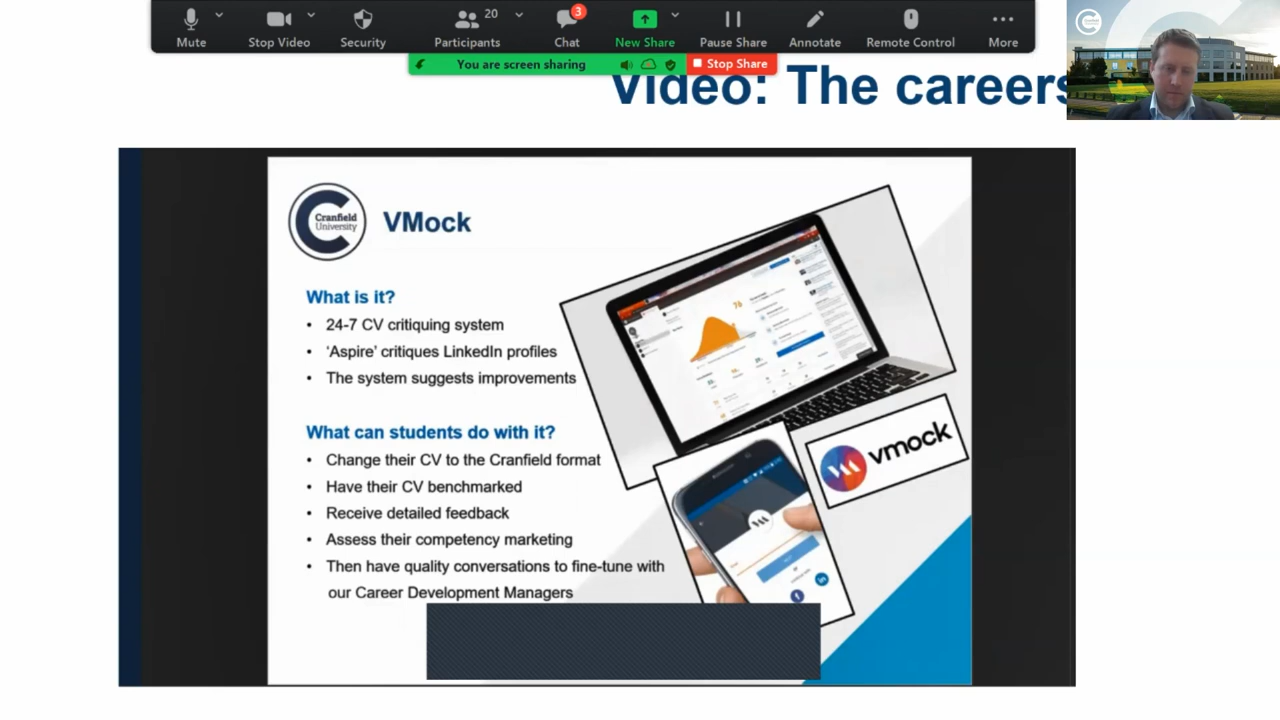 20
3
Mute
Stop Video
Security
Participants
Chat
New Share
Pause Share
Annotate
Remote Control
More
You are screen sharing
Stop Share
Video: The careers
Cranfield
University
VMock
What is it?
• 24-7 CV critiquing system
• ‘Aspire’ critiques LinkedIn profiles
• The system suggests improvements
What can students do with it?
• Change their CV to the Cranfield format
• Have their CV benchmarked
• Receive detailed feedback
• Assess their competency marketing
• Then have quality conversations to fine-tune with
our Career Development Managers
vmock